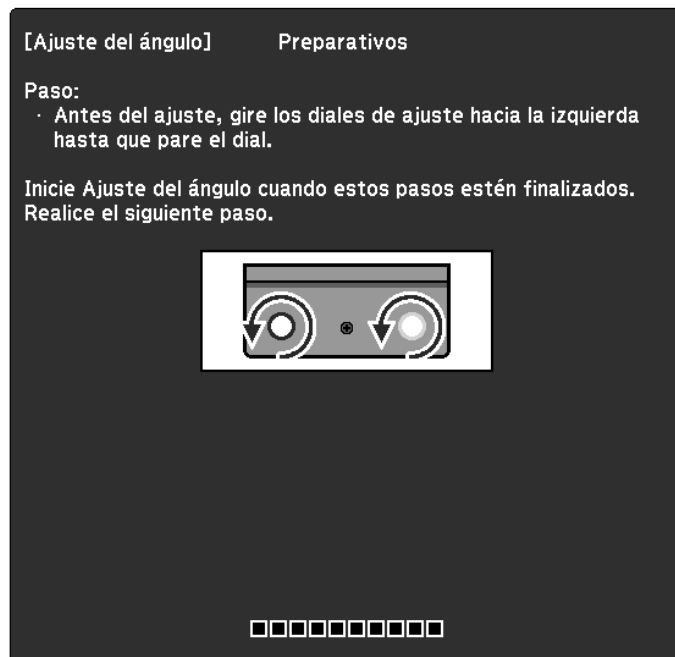 [Ajuste del ángulo] Preparativos
Paso:
· Antes del ajuste, gire los diales de ajuste hacia la izquierda
hasta que pare el dial.
Inicie Ajuste del ángulo cuando estos pasos estén finalizados.
Realice el siguiente paso.